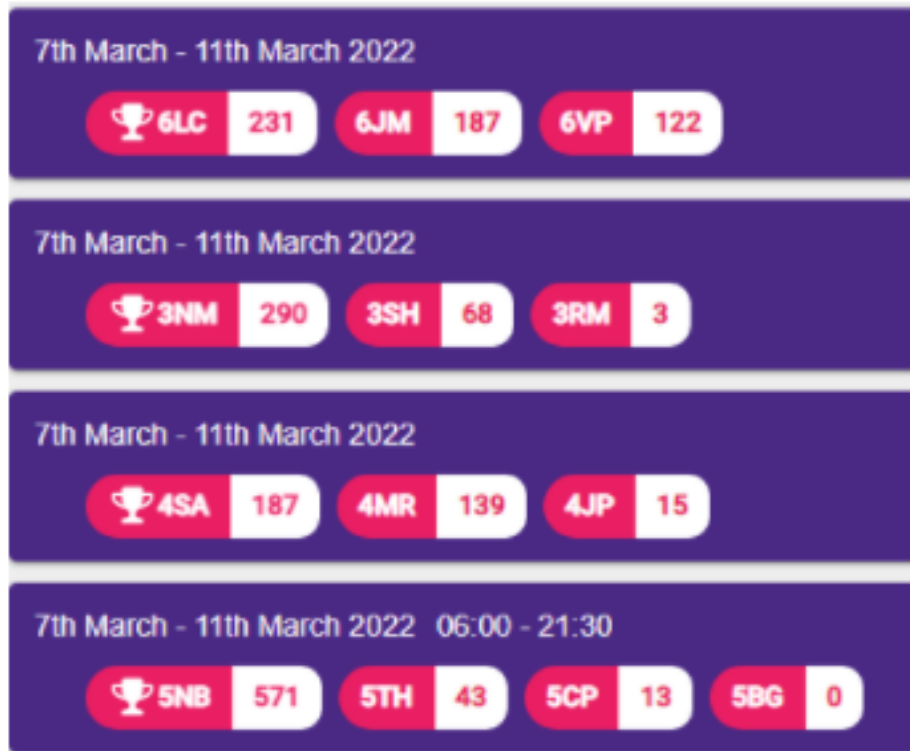 7th March - 11th March 2022
6LC 231 6JM 187 6VP 122
7th March - 11th March 2022
3NM 290 3SH 68 3RM 3
7th March - 11th March 2022
4SA 187 4MR 139 4JP 15
7th March - 11th March 2022 06:00 - 21:30
5NB 571 5TH 43 5CP 13 5BG 0